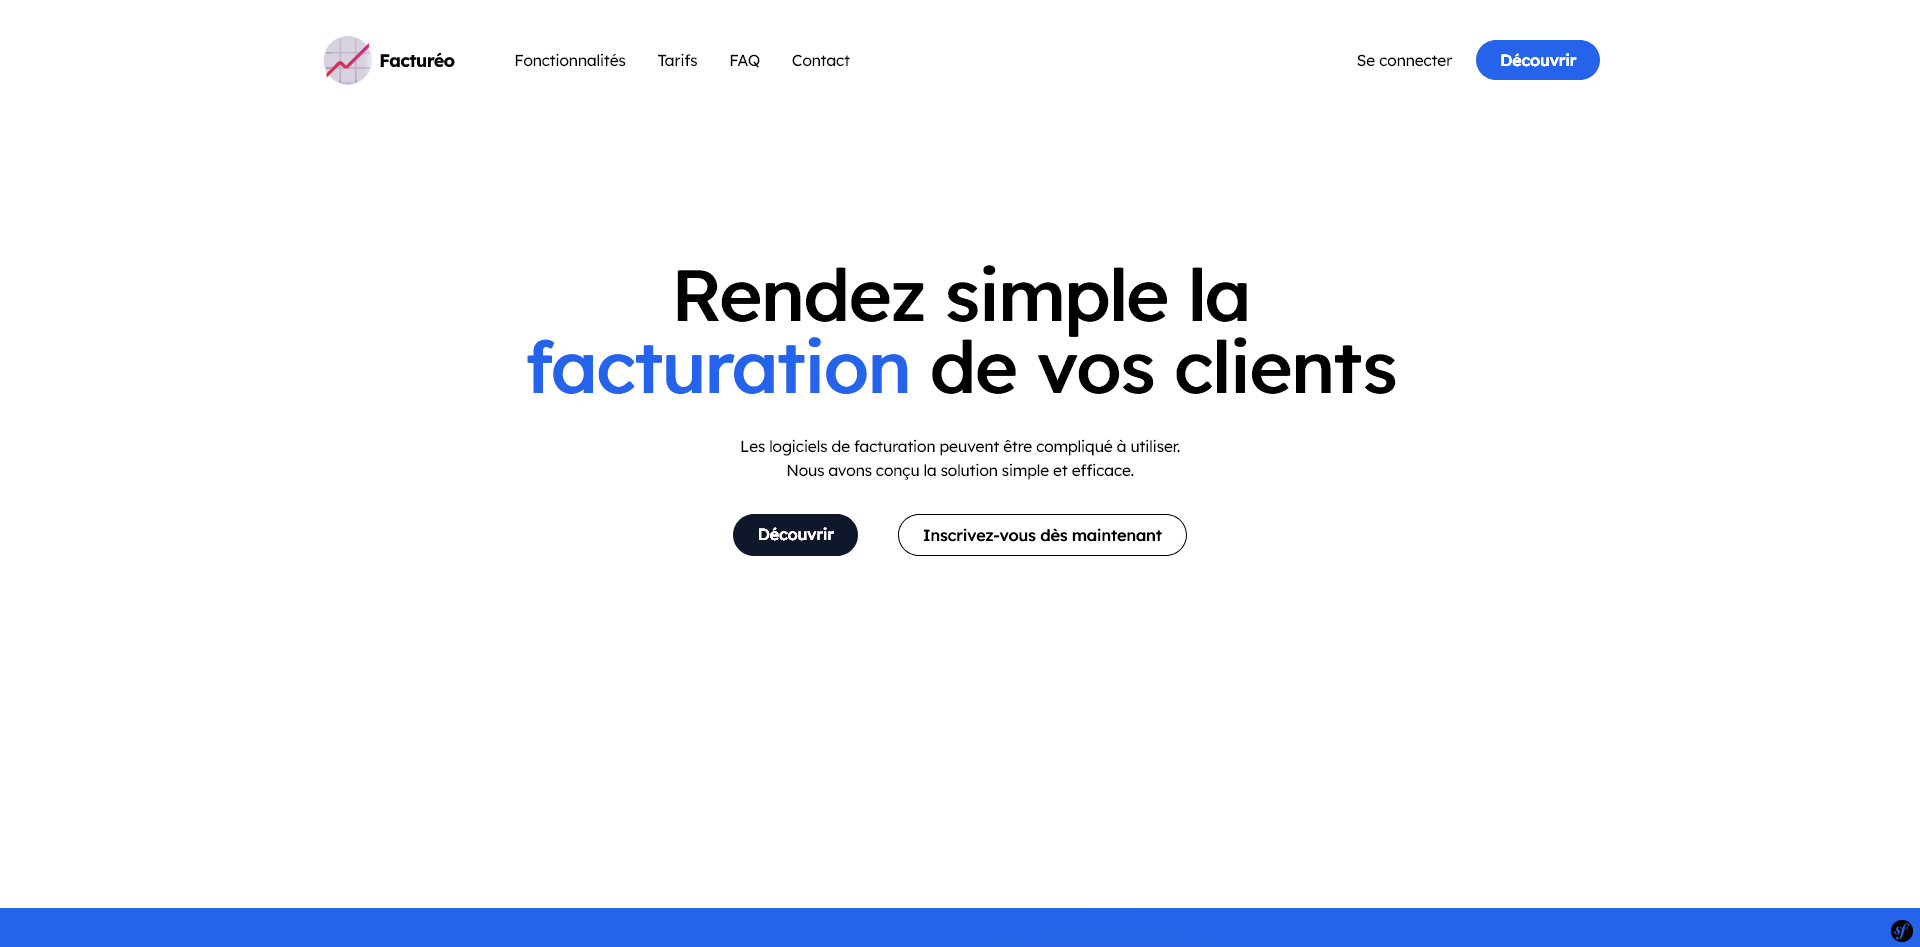 Facturéo
Fonctionnalités
Tarifs
FAQ
Contact
Se connecter
Découvrir
Rendez simple la
facturation de vos clients
Les logiciels de facturation peuvent être compliqué à utiliser.
Nous avons conçu la solution simple et efficace.
Découvrir
Inscrivez-vous dès maintenant
sf